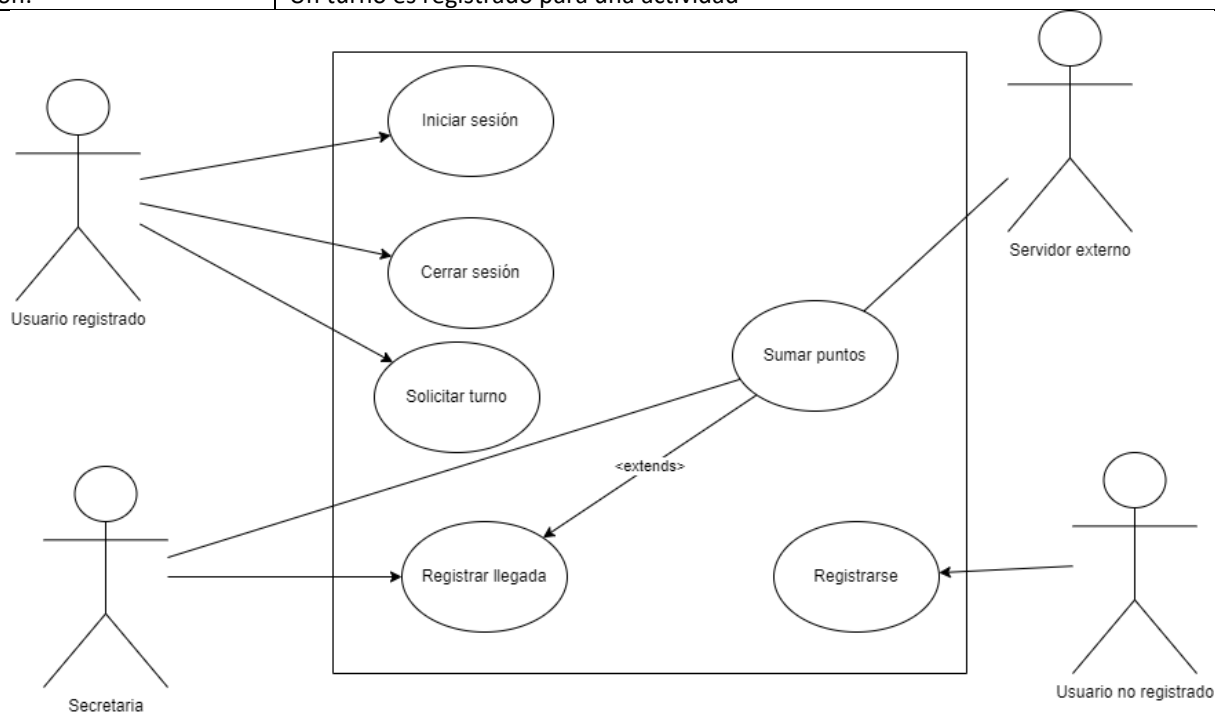 Un turno es registrado para una actividad
Iniciar sesión
Cerrar sesión
Servidor externo
Usuario registrado
Sumar puntos
Solicitar turno
<extends>
Registrar llegada
Registrarse
Usuario no registrado
Secretaria